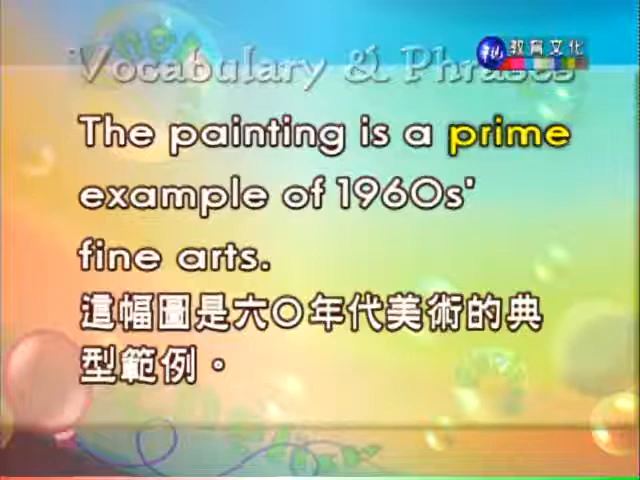 教育文化
Vocabulary & Phrases
The painting is a prime
example of 1960s'
fine arts.
這幅圖是六〇年代美術的典
型範例。